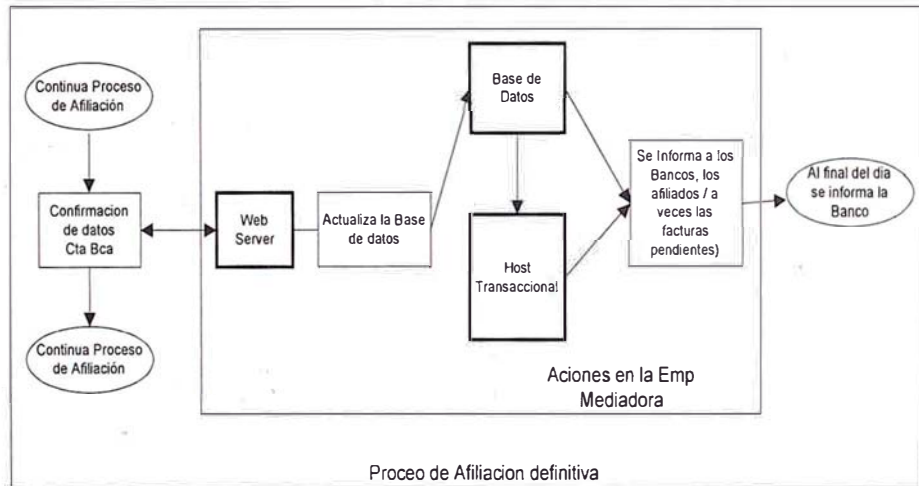 Continua Proceso
de Afiliación
Confirmacion
de datos
Cta Bca
Continua Proceso
de Afiliación
Web
Server
Actualiza la Base
de datos
Base de
Datos
Host
Transaccional
Se Informa a los
Bancos, los
afiliados / a
veces las
facturas
pendientes)
Al final del dia
se informa la
Banco
Aciones en la Emp
Mediadora
Proceo de Afiliacion definitiva